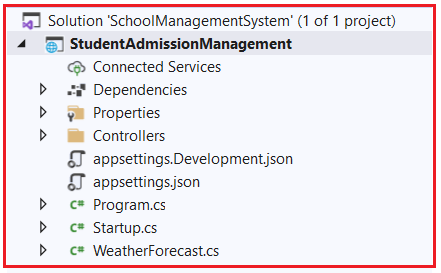 Solution 'SchoolManagementSystem' (1 of 1 project)
StudentAdmissionManagement
Connected Services
Dependencies
Properties
Controllers
appsettings.Development.json
appsettings.json
C# Program.cs
C# Startup.cs
C# WeatherForecast.cs